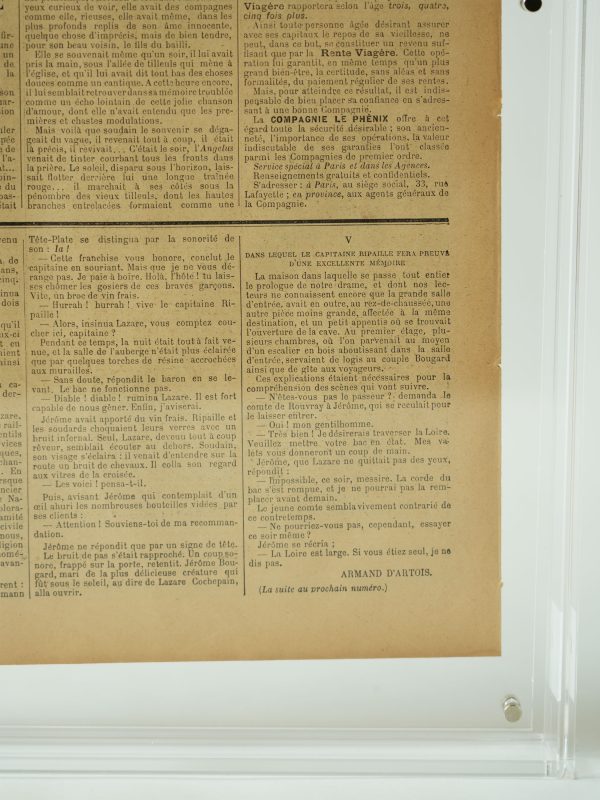 yeux curieux de voir, elle avait des compagnes
comme elle, rieuses, elle avait même, dans les
plus profonds replis de son âme innocente,
quelque chose d'imprécis, mais de bien tendre,
pour son beau voisin, le fils du bailli.
Elle se souvenait même qu'un soir, il lui avait
pris la main, sous l'allée de tilleuls qui mène à
l'église, et qu'il lui avait dit tout bas des choses
douces comme un cantique. A cette heure encore,
il lui semblait retrouver dans sa mémoire troublée
comme un écho lointain de cette jolie chanson
d'amour, dont elle n'avait entendu que les pre-
mières et chastes modulations.
Mais voilà que soudain le souvenir se déga-
geait du vague, il revenait tout à coup, il était
là précis, il revivait... C'était le soir, l'Angelus
venait de tinter courbant tous les fronts dans
la prière. Le soleil, disparu sous l'horizon, lais-
sait flotter derrière lui une longue traînée
rouge... il marchait à ses côtés sous la
pénombre des vieux tilleuls, dont les hautes
branches entrelacées formaient comme une
Viagère rapportera selon l'âge trois, quatre,
cinq fois plus.
Ainsi toute personne âgée désirant assurer
avec ses capitaux le repos de sa vieillesse, ne
peut, dans ce but, se constituer un revenu suf-
fisant que par la Rente Viagère. Cette opé-
ration lui garantit, en même temps qu'un plus
grand bien-être, la certitude, sans aléas et sans
formalités, du paiement régulier de ses rentes.
Mais, pour atteindre ce résultat, il est indis-
pensable de bien placer sa confiance en s'adres-
sant à une bonne Compagnie.
La COMPAGNIE LE PHÉNIX offre à cet
égard toute la sécurité désirable; son ancien-
neté, l'importance de ses opérations, la valeur
indiscutable de ses garanties l'ont classée
parmi les Compagnies de premier ordre.
Service spécial à Paris et dans les Agences.
Renseignements gratuits et confidentiels.
S'adresser : à Paris, au siège social, 33, rue
Lafayette; en province, aux agents généraux de
la Compagnie.
Tête-Plate se distingua par la sonorité de
son : Ia!
— Cette franchise vous honore, conclut le
capitaine en souriant. Mais que je ne vous dé-
range pas. Je paie à boire. Holà, l'hôte! tu lais-
ses chômer les gosiers de ces braves garçons.
Vite, un broc de vin frais.
— Hurrah! hurrah! vive le capitaine Ri-
paille!
— Alors, insinua Lazare, vous comptez cou-
cher ici, capitaine?
Pendant ce temps, la nuit était tout à fait ve-
nue, et la salle de l'auberge n'était plus éclairée
que par quelques torches de résine accrochées
aux murailles.
— Sans doute, répondit le baron en se le-
vant. Le bac ne fonctionne pas.
— Diable! diable! rumina Lazare. Il est fort
capable de nous gêner. Enfin, j'aviserai.
Jérôme avait apporté du vin frais. Ripaille et
les soudards choquaient leurs verres avec un
bruit infernal. Seul, Lazare, devenu tout à coup
rêveur, semblait écouter au dehors. Soudain,
son visage s'éclaira : il venait d'entendre sur la
route un bruit de chevaux. Il colla son regard
aux vitres de la croisée.
— Les voici! pensa-t-il.
Puis, avisant Jérôme qui contemplait d'un
œil ahuri les nombreuses bouteilles vidées par
ses clients :
— Attention! Souviens-toi de ma recomman-
dation.
Jérôme ne répondit que par un signe de tête.
Le bruit de pas s'était rapproché. Un coup so-
nore, frappé sur la porte, retentit. Jérôme Bou-
gard, mari de la plus délicieuse créature qui
fût sous le soleil, au dire de Lazare Cochepain,
alla ouvrir.
V
DANS LEQUEL LE CAPITAINE RIPAILLE FERA PREUVE
D'UNE EXCELLENTE MÉMOIRE
La maison dans laquelle se passe tout entier
le prologue de notre drame, et dont nos lec-
teurs ne connaissent encore que la grande salle
d'entrée, avait en outre, au rez-de-chaussée, une
autre pièce moins grande, affectée à la même
destination, et un petit appentis où se trouvait
l'ouverture de la cave. Au premier étage, plu-
sieurs chambres, où l'on parvenait au moyen
d'un escalier en bois aboutissant dans la salle
d'entrée, servaient de logis au couple Bougard
ainsi que de gîte aux voyageurs.
Ces explications étaient nécessaires pour la
compréhension des scènes qui vont suivre.
— N'êtes-vous pas le passeur? demanda le
comte de Rouvray à Jérôme, qui se reculait pour
le laisser entrer.
— Oui! mon gentilhomme.
— Très bien! Je désirerais traverser la Loire.
Veuillez mettre votre bac en état. Mes va-
lets vous donneront un coup de main.
Jérôme, que Lazare ne quittait pas des yeux,
répondit :
— Impossible, ce soir, messire. La corde du
bac s'est rompue, et je ne pourrai pas la rem-
placer avant demain.
Le jeune comte sembla vivement contrarié de
ce contretemps.
— Ne pourriez-vous pas, cependant, essayer
ce soir même?
Jérôme se récria :
— La Loire est large. Si vous étiez seul, je ne
dis pas.
ARMAND D'ARTOIS.
(La suite au prochain numéro.)